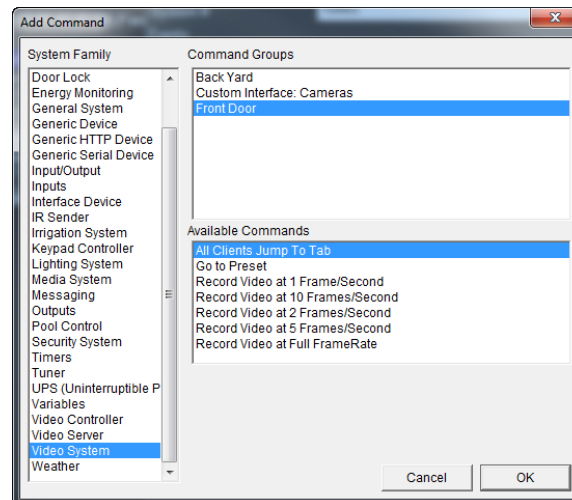 Add Command
System Family
Door Lock
Energy Monitoring
General System
Generic Device
Generic HTTP Device
Generic Serial Device
Input/Output
Inputs
Interface Device
IR Sender
Irrigation System
Keypad Controller
Lighting System
Media System
Messaging
Outputs
Pool Control
Security System
Timers
Tuner
UPS (Uninterruptible P
Variables
Video Controller
Video Server
Video System
Weather
Command Groups
Back Yard
Custom Interface: Cameras
Front Door
Available Commands
All Clients Jump To Tab
Go to Preset
Record Video at 1 Frame/Second
Record Video at 10 Frames/Second
Record Video at 2 Frames/Second
Record Video at 5 Frames/Second
Record Video at Full FrameRate
Cancel
OK